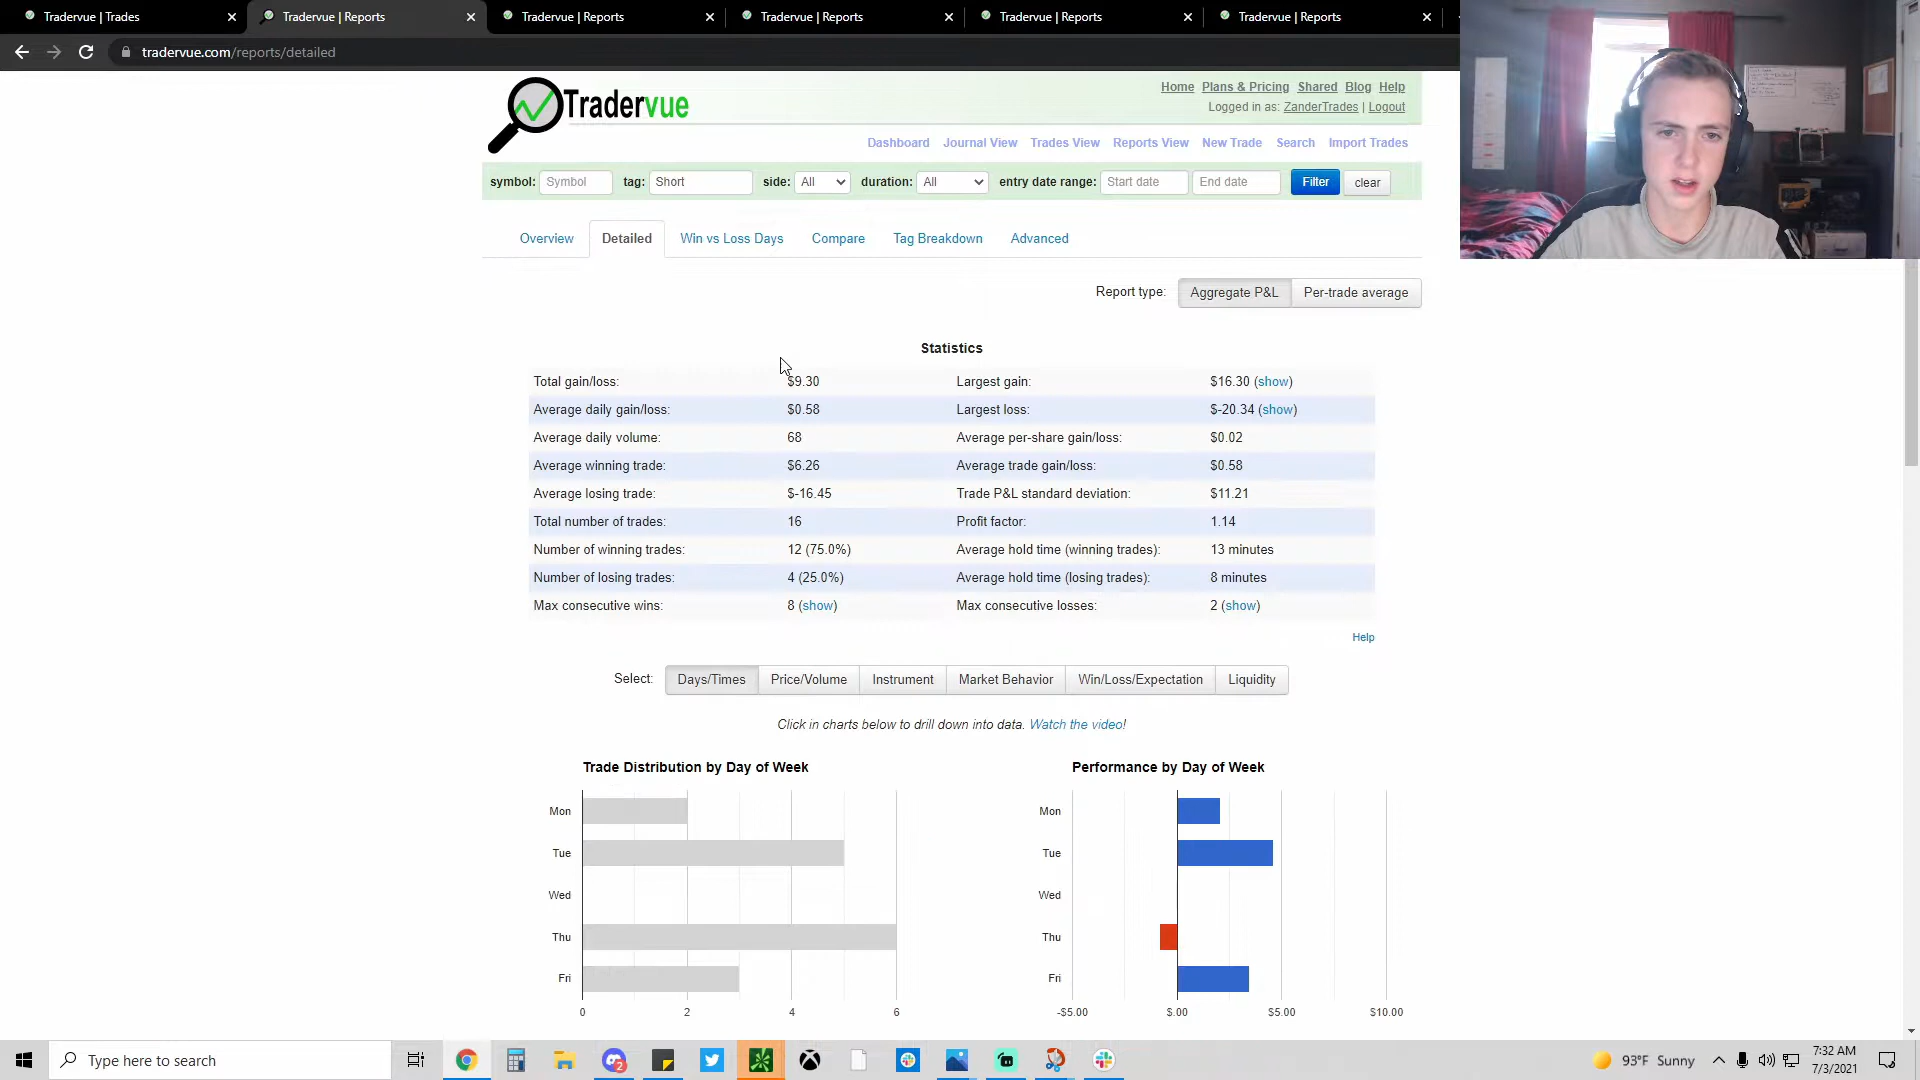 Tradervue | Trades
Tradervue | Reports
Tradervue | Reports
Tradervue | Reports
Tradervue | Reports
Tradervue | Reports
tradervue.com/reports/detailed
Tradervue
Home Plans & Pricing Shared Blog Help
Logged in as: ZanderTrades | Logout
Dashboard Journal View Trades View Reports View New Trade Search Import Trades
symbol: Symbol tag: Short side: All duration: All entry date range: Start date End date Filter clear
Overview Detailed Win vs Loss Days Compare Tag Breakdown Advanced
Report type: Aggregate P&L Per-trade average
Statistics
Total gain/loss: $9.30 Largest gain: $16.30 (show)
Average daily gain/loss: $0.58 Largest loss: $-20.34 (show)
Average daily volume: 68 Average per-share gain/loss: $0.02
Average winning trade: $6.26 Average trade gain/loss: $0.58
Average losing trade: $-16.45 Trade P&L standard deviation: $11.21
Total number of trades: 16 Profit factor: 1.14
Number of winning trades: 12 (75.0%) Average hold time (winning trades): 13 minutes
Number of losing trades: 4 (25.0%) Average hold time (losing trades): 8 minutes
Max consecutive wins: 8 (show) Max consecutive losses: 2 (show)
Help
Select: Days/Times Price/Volume Instrument Market Behavior Win/Loss/Expectation Liquidity
Click in charts below to drill down into data. Watch the video!
Trade Distribution by Day of Week
Mon
Tue
Wed
Thu
Fri
0 2 4 6
Performance by Day of Week
Mon
Tue
Wed
Thu
Fri
-$5.00 $.00 $5.00 $10.00
Type here to search
2
93°F Sunny
7:32 AM
7/3/2021